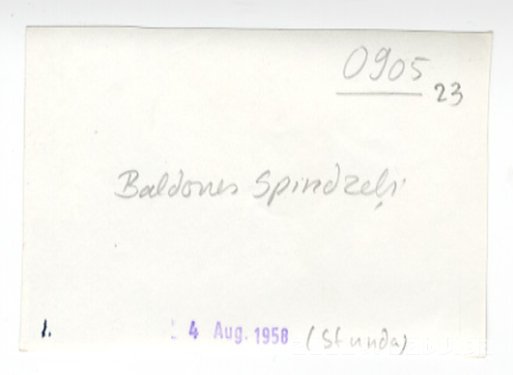 0905
23
Baldones Spindzeļi
1. 4 Aug. 1958 (Stunda)